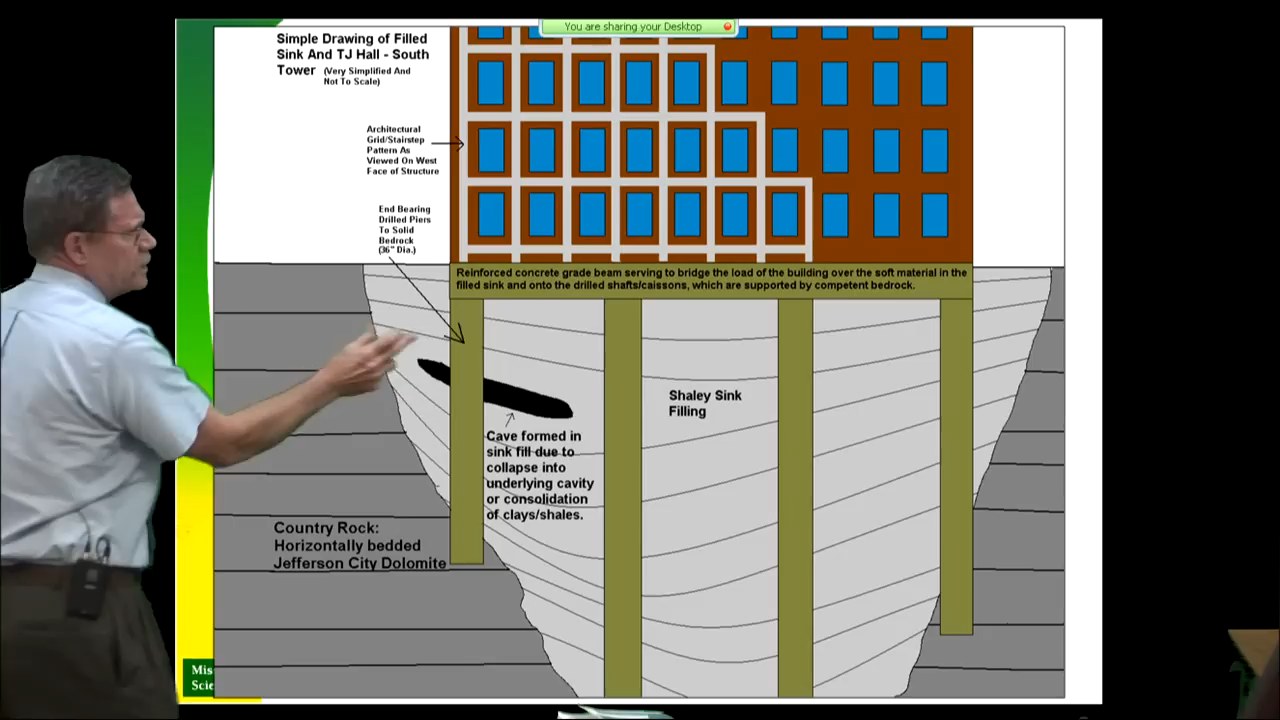 You are sharing your Desktop
Simple Drawing of Filled
Sink And TJ Hall - South
Tower (Very Simplified And
Not To Scale)
Architectural
Grid/Stairstep
Pattern As
Viewed On West
Face of Structure
End Bearing
Drilled Piers
To Solid
Bedrock
(36" Dia.)
Reinforced concrete grade beam serving to bridge the load of the building over the soft material in the
filled sink and onto the drilled shafts/caissons, which are supported by competent bedrock.
Shaley Sink
Filling
Cave formed in
sink fill due to
collapse into
underlying cavity
or consolidation
of clays/shales.
Country Rock:
Horizontally bedded
Jefferson City Dolomite
Mis
Scie